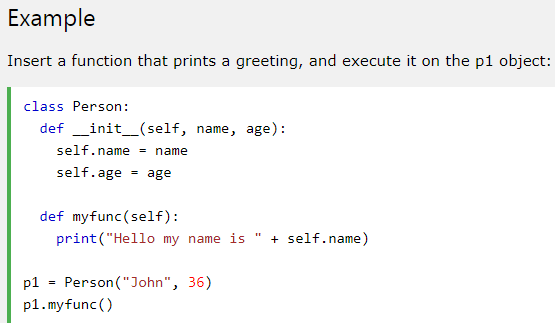 Example
Insert a function that prints a greeting, and execute it on the p1 object:
class Person:
  def __init__(self, name, age):
    self.name = name
    self.age = age

  def myfunc(self):
    print("Hello my name is " + self.name)

p1 = Person("John", 36)
p1.myfunc()